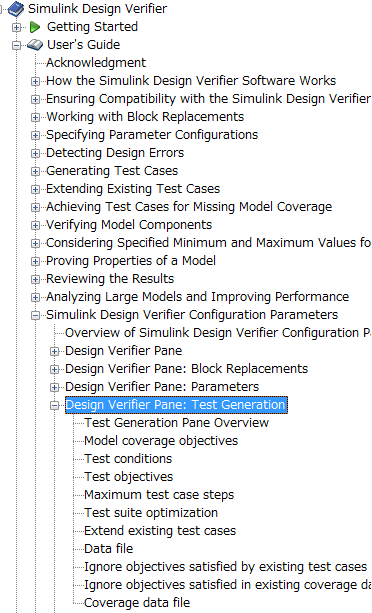 Simulink Design Verifier
Getting Started
User's Guide
Acknowledgment
How the Simulink Design Verifier Software Works
Ensuring Compatibility with the Simulink Design Verifier
Working with Block Replacements
Specifying Parameter Configurations
Detecting Design Errors
Generating Test Cases
Extending Existing Test Cases
Achieving Test Cases for Missing Model Coverage
Verifying Model Components
Considering Specified Minimum and Maximum Values fo
Proving Properties of a Model
Reviewing the Results
Analyzing Large Models and Improving Performance
Simulink Design Verifier Configuration Parameters
Overview of Simulink Design Verifier Configuration P
Design Verifier Pane
Design Verifier Pane: Block Replacements
Design Verifier Pane: Parameters
Design Verifier Pane: Test Generation
Test Generation Pane Overview
Model coverage objectives
Test conditions
Test objectives
Maximum test case steps
Test suite optimization
Extend existing test cases
Data file
Ignore objectives satisfied by existing test cases
Ignore objectives satisfied in existing coverage da
Coverage data file